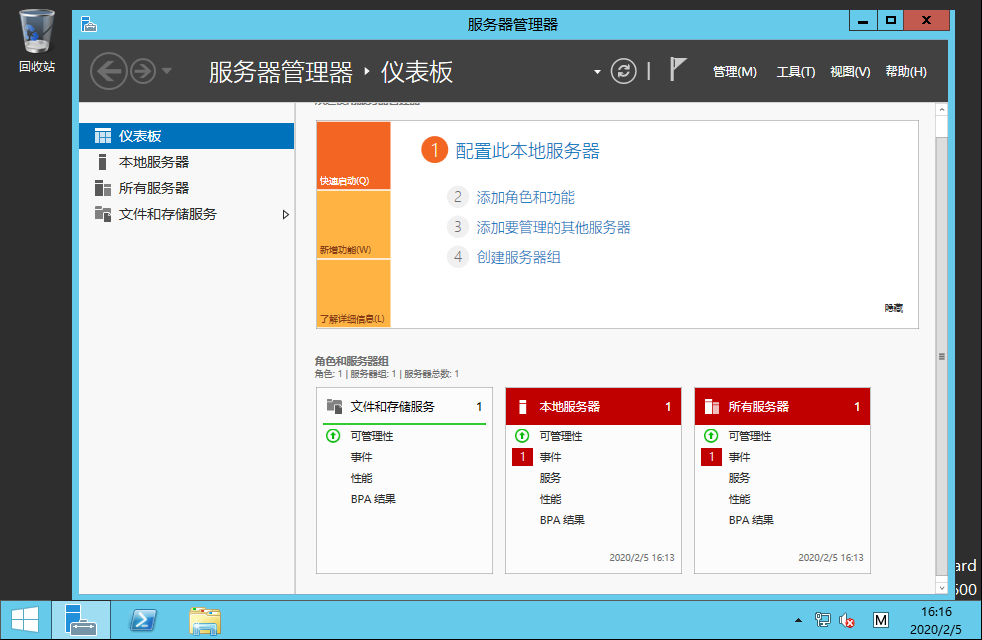 服务器管理器
回收站
服务器管理器 仪表板
管理(M) 工具(T) 视图(V) 帮助(H)
仪表板
本地服务器
所有服务器
文件和存储服务
快速启动(Q)
新增功能(W)
了解详细信息(L)
1 配置此本地服务器
2 添加角色和功能
3 添加要管理的其他服务器
4 创建服务器组
隐藏
角色和服务器组
角色: 1 | 服务器组: 1 | 服务器总数: 1
文件和存储服务 1
可管理性
事件
性能
BPA 结果
本地服务器 1
可管理性
1 事件
服务
性能
BPA 结果
2020/2/5 16:13
所有服务器 1
可管理性
1 事件
服务
性能
BPA 结果
2020/2/5 16:13
ard
500
M
16:16
2020/2/5